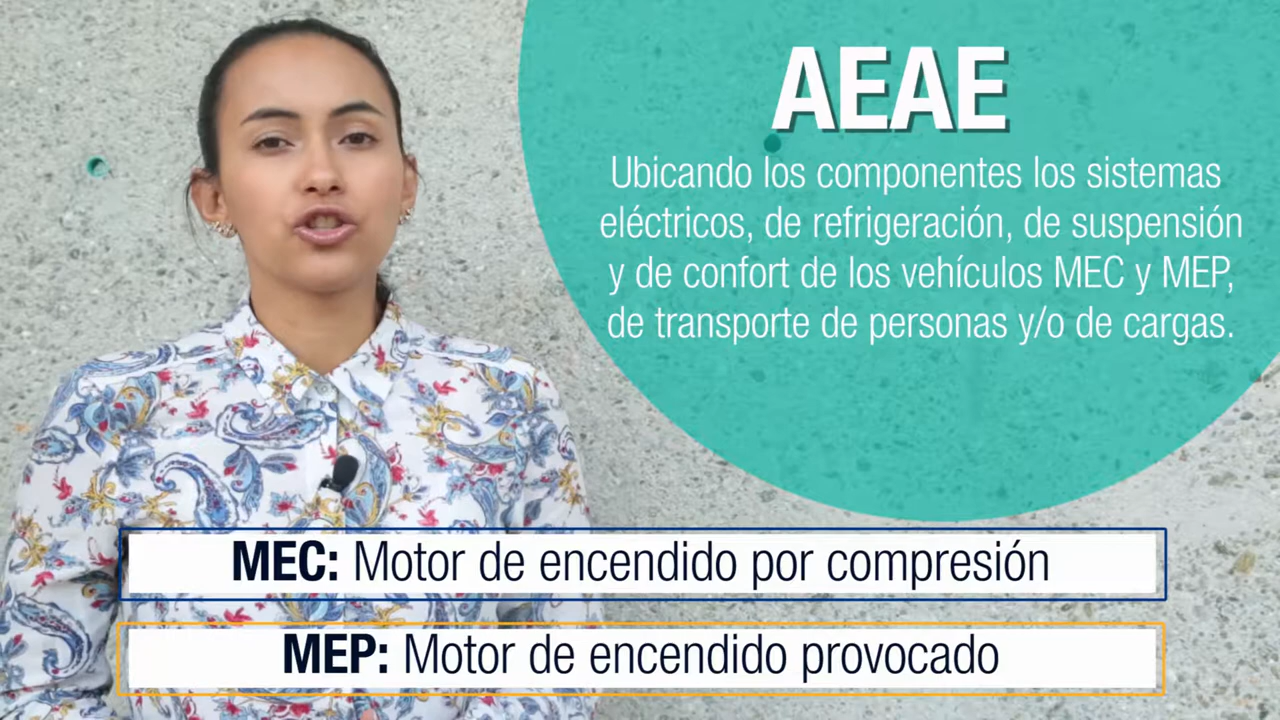 AEAE
Ubicando los componentes los sistemas
eléctricos, de refrigeración, de suspensión
y de confort de los vehículos MEC y MEP,
de transporte de personas y/o de cargas.
MEC: Motor de encendido por compresión
MEP: Motor de encendido provocado